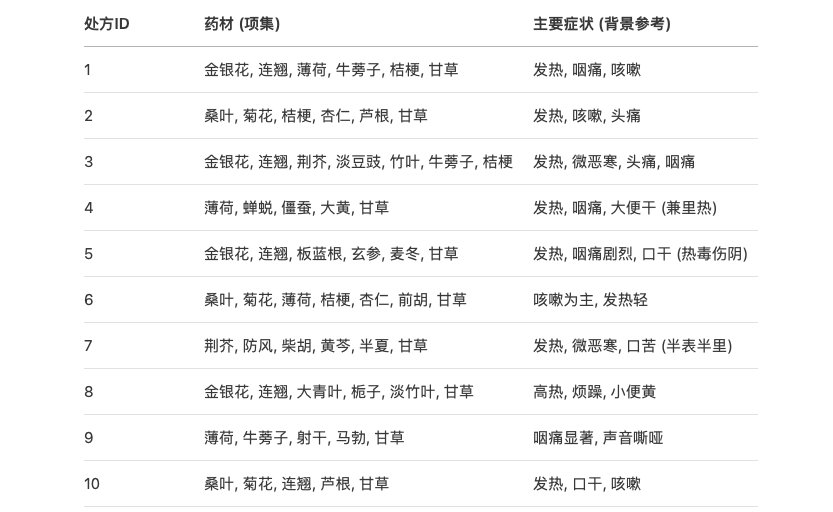 处方ID 药材 (项集) 主要症状 (背景参考)
1 金银花, 连翘, 薄荷, 牛蒡子, 桔梗, 甘草 发热, 咽痛, 咳嗽
2 桑叶, 菊花, 桔梗, 杏仁, 芦根, 甘草 发热, 咳嗽, 头痛
3 金银花, 连翘, 荆芥, 淡豆豉, 竹叶, 牛蒡子, 桔梗 发热, 微恶寒, 头痛, 咽痛
4 薄荷, 蝉蜕, 僵蚕, 大黄, 甘草 发热, 咽痛, 大便干 (兼里热)
5 金银花, 连翘, 板蓝根, 玄参, 麦冬, 甘草 发热, 咽痛剧烈, 口干 (热毒伤阴)
6 桑叶, 菊花, 薄荷, 桔梗, 杏仁, 前胡, 甘草 咳嗽为主, 发热轻
7 荆芥, 防风, 柴胡, 黄芩, 半夏, 甘草 发热, 微恶寒, 口苦 (半表半里)
8 金银花, 连翘, 大青叶, 栀子, 淡竹叶, 甘草 高热, 烦躁, 小便黄
9 薄荷, 牛蒡子, 射干, 马勃, 甘草 咽痛显著, 声音嘶哑
10 桑叶, 菊花, 连翘, 芦根, 甘草 发热, 口干, 咳嗽